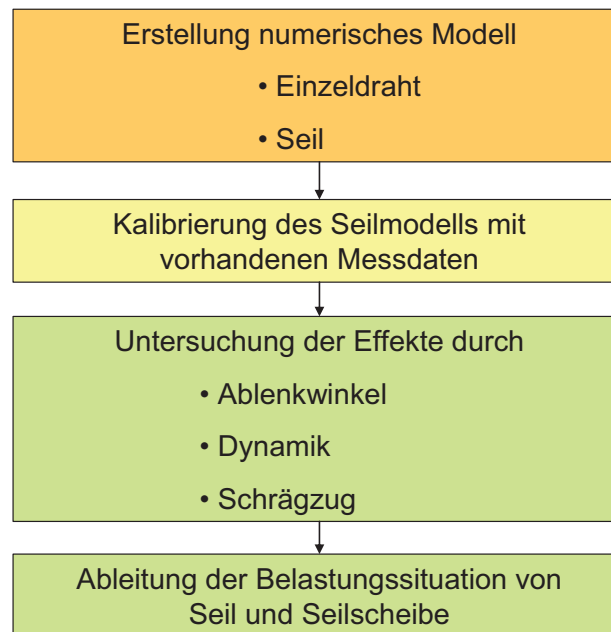 Erstellung numerisches Modell
• Einzeldraht
• Seil
Kalibrierung des Seilmodells mit
vorhandenen Messdaten
Untersuchung der Effekte durch
• Ablenkwinkel
• Dynamik
• Schrägzug
Ableitung der Belastungssituation von
Seil und Seilscheibe